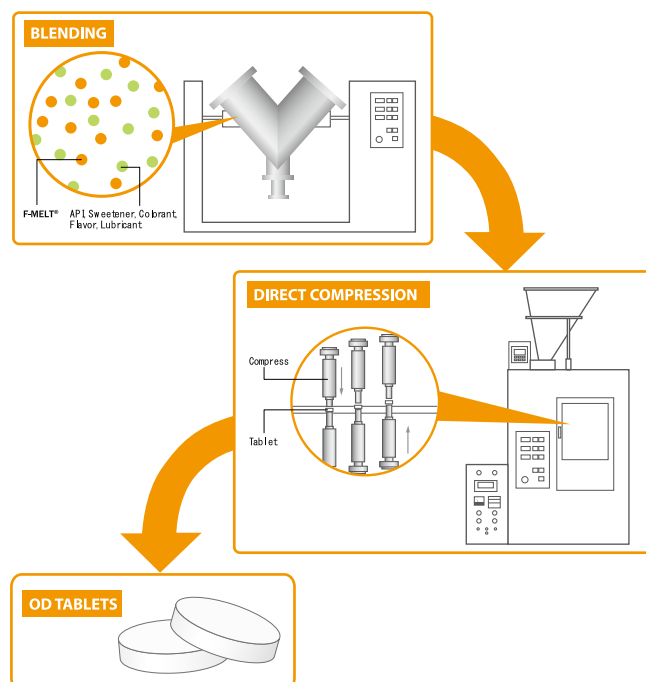 BLENDING
F-MELT®
API, Sweetener, Colorant,
Flavor, Lubricant
DIRECT COMPRESSION
Compress
Tablet
OD TABLETS